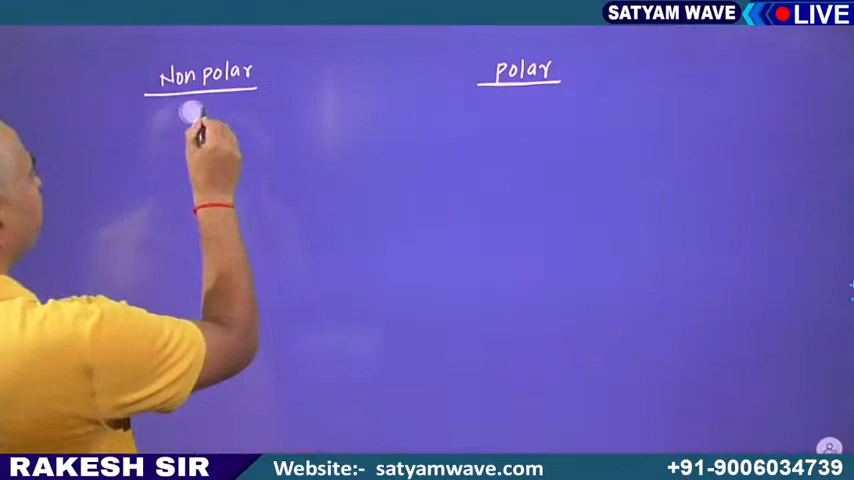 SATYAM WAVE LIVE
Non polar
polar
RAKESH SIR
Website:- satyamwave.com
+91-9006034739